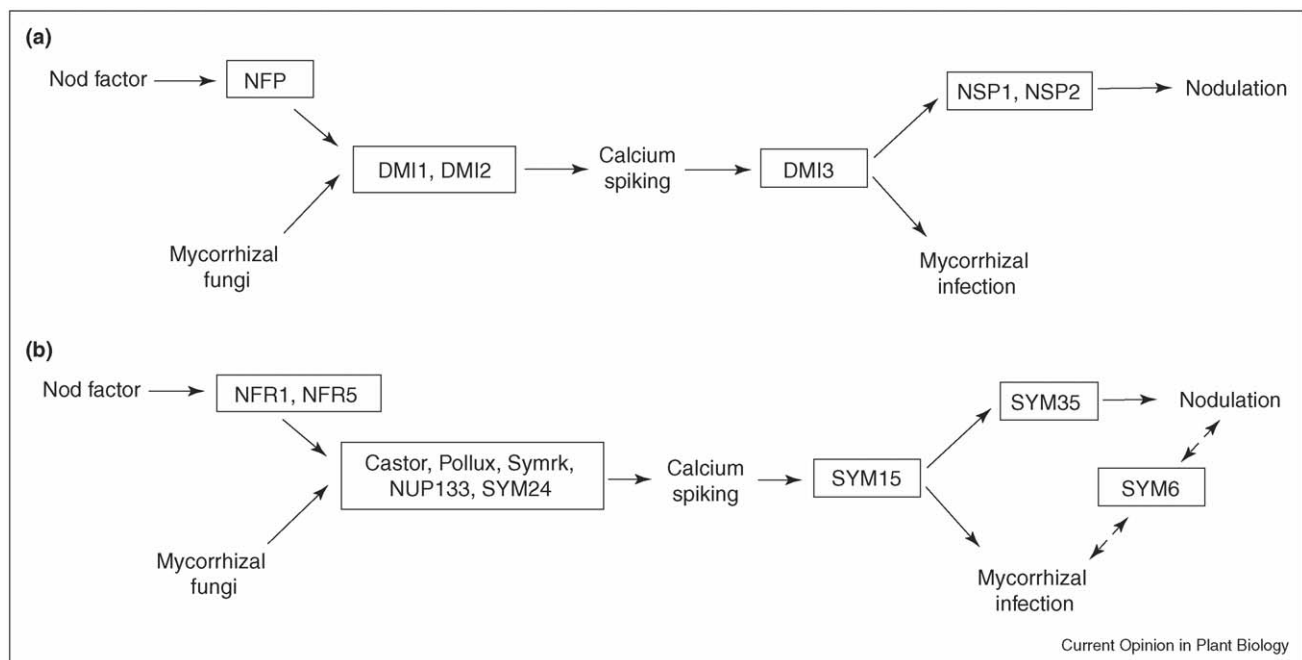 (a)
Nod factor
NFP
NSP1, NSP2
Nodulation
DMI1, DMI2
Calcium
spiking
DMI3
Mycorrhizal
fungi
Mycorrhizal
infection
(b)
Nod factor
NFR1, NFR5
SYM35
Nodulation
Castor, Pollux, Symrk,
NUP133, SYM24
Calcium
spiking
SYM15
SYM6
Mycorrhizal
fungi
Mycorrhizal
infection
Current Opinion in Plant Biology